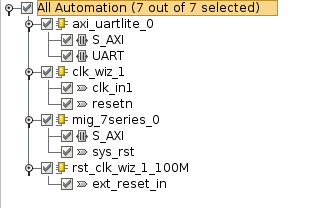 All Automation (7 out of 7 selected)
axi_uartlite_0
S_AXI
UART
clk_wiz_1
clk_in1
resetn
mig_7series_0
S_AXI
sys_rst
rst_clk_wiz_1_100M
ext_reset_in